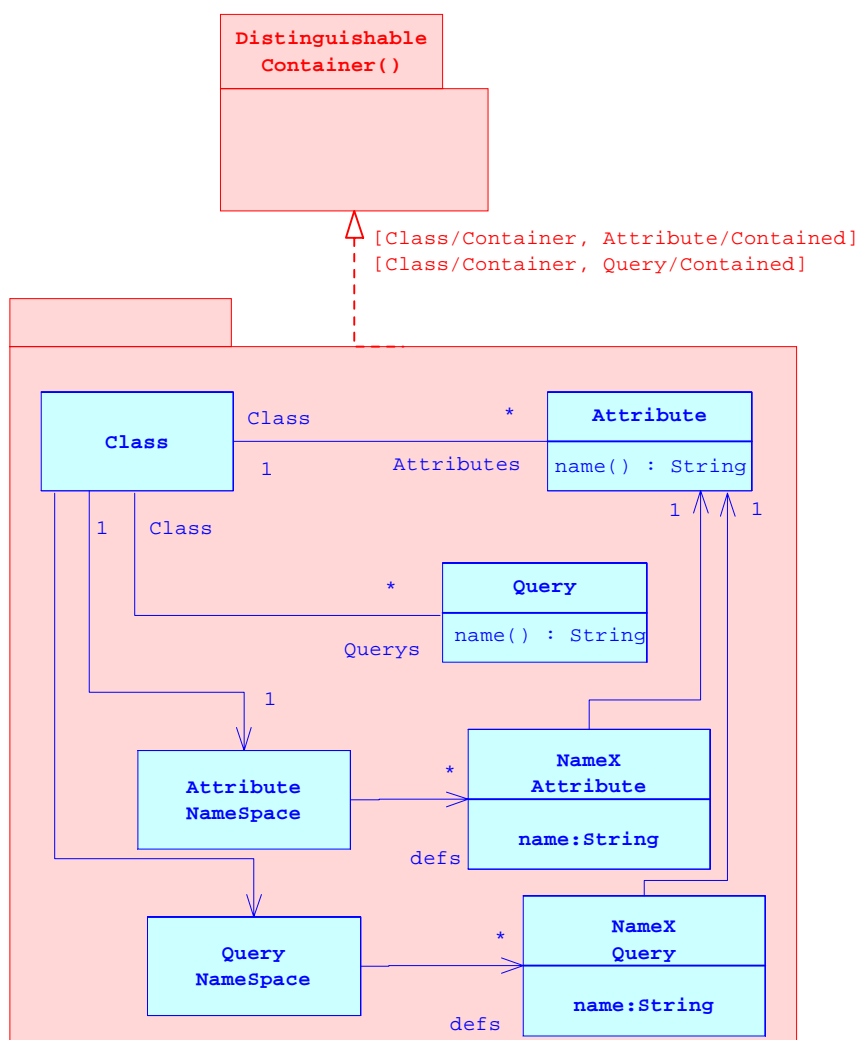 Distinguishable
Container()
[Class/Container, Attribute/Contained]
[Class/Container, Query/Contained]
Class
Class
*
Attribute
1
Attributes
name() : String
1
Class
1
1
*
Query
Querys
name() : String
1
Attribute
NameSpace
*
defs
NameX
Attribute
name:String
Query
NameSpace
*
defs
NameX
Query
name:String